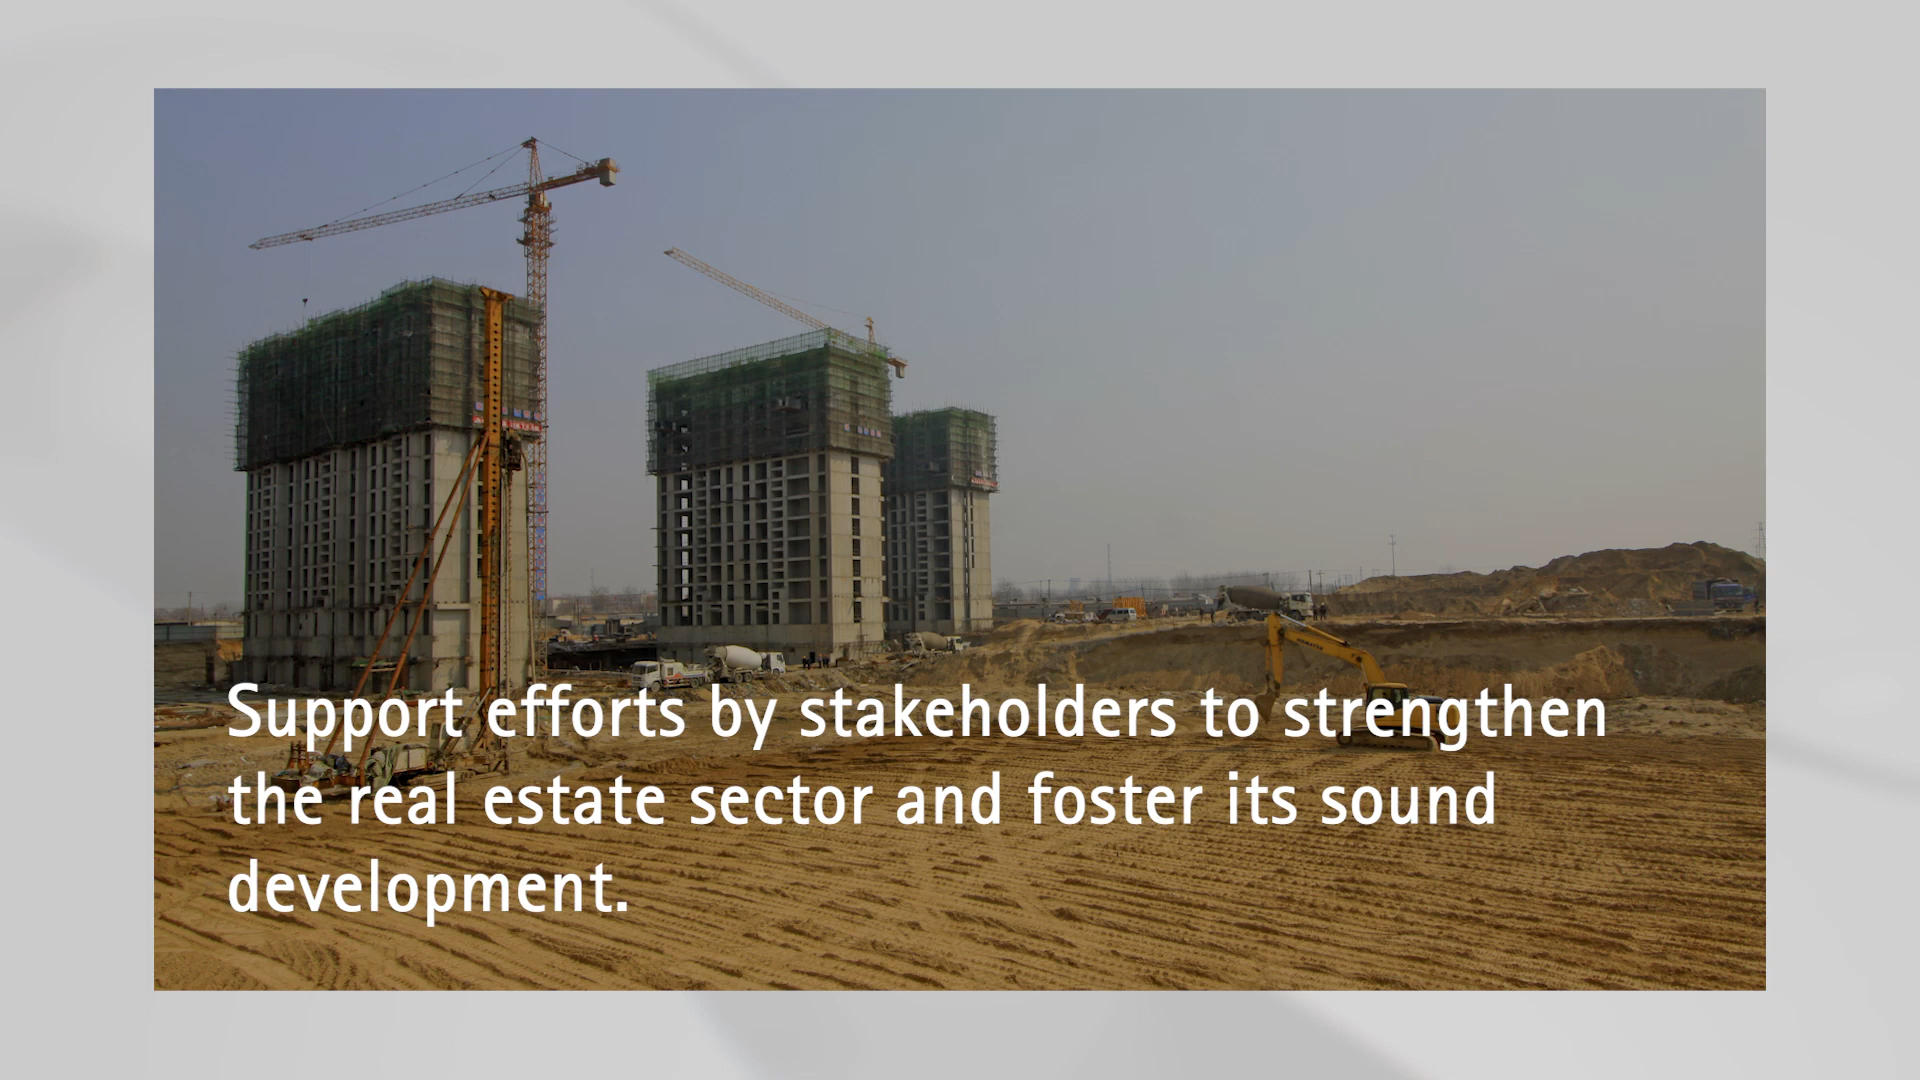 Support efforts by stakeholders to strengthen
the real estate sector and foster its sound
development.